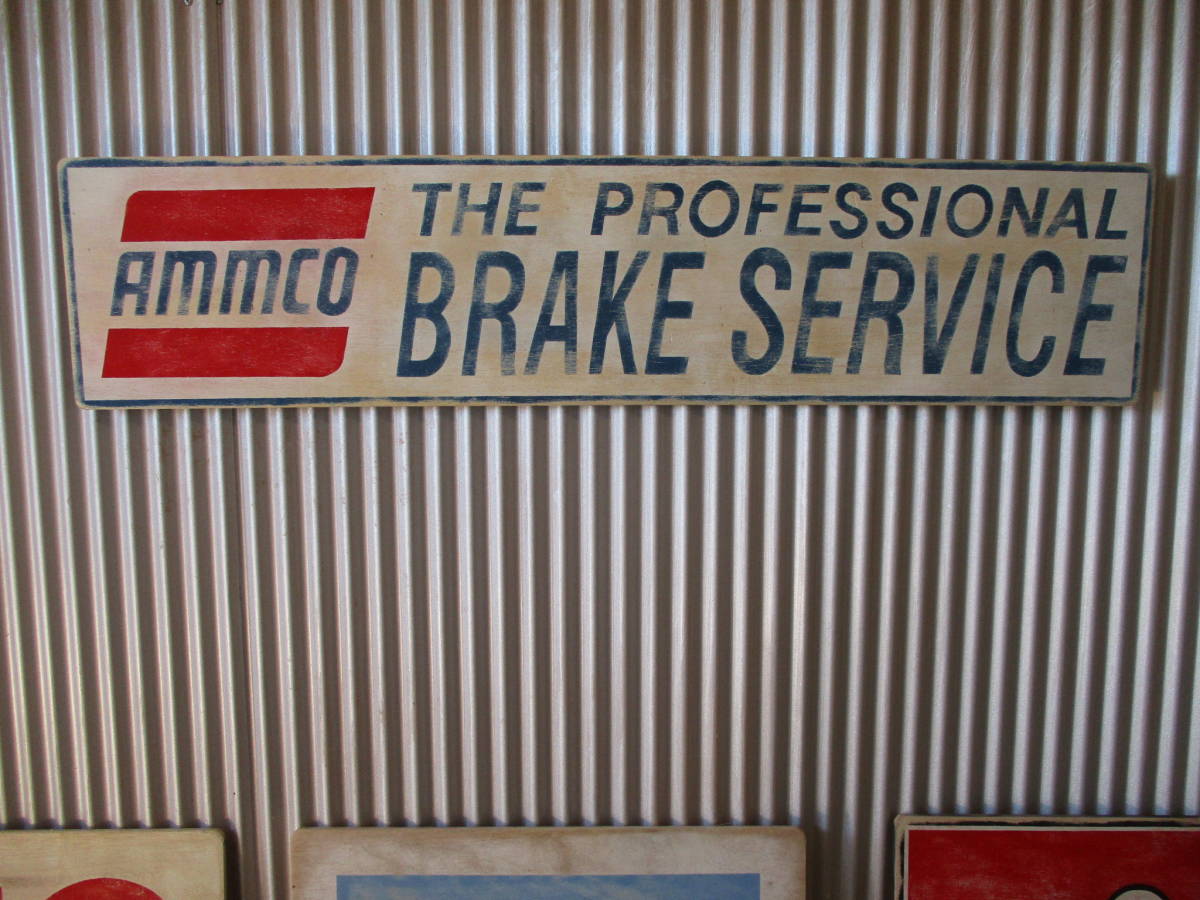 AMMCO
THE PROFESSIONAL
BRAKE SERVICE